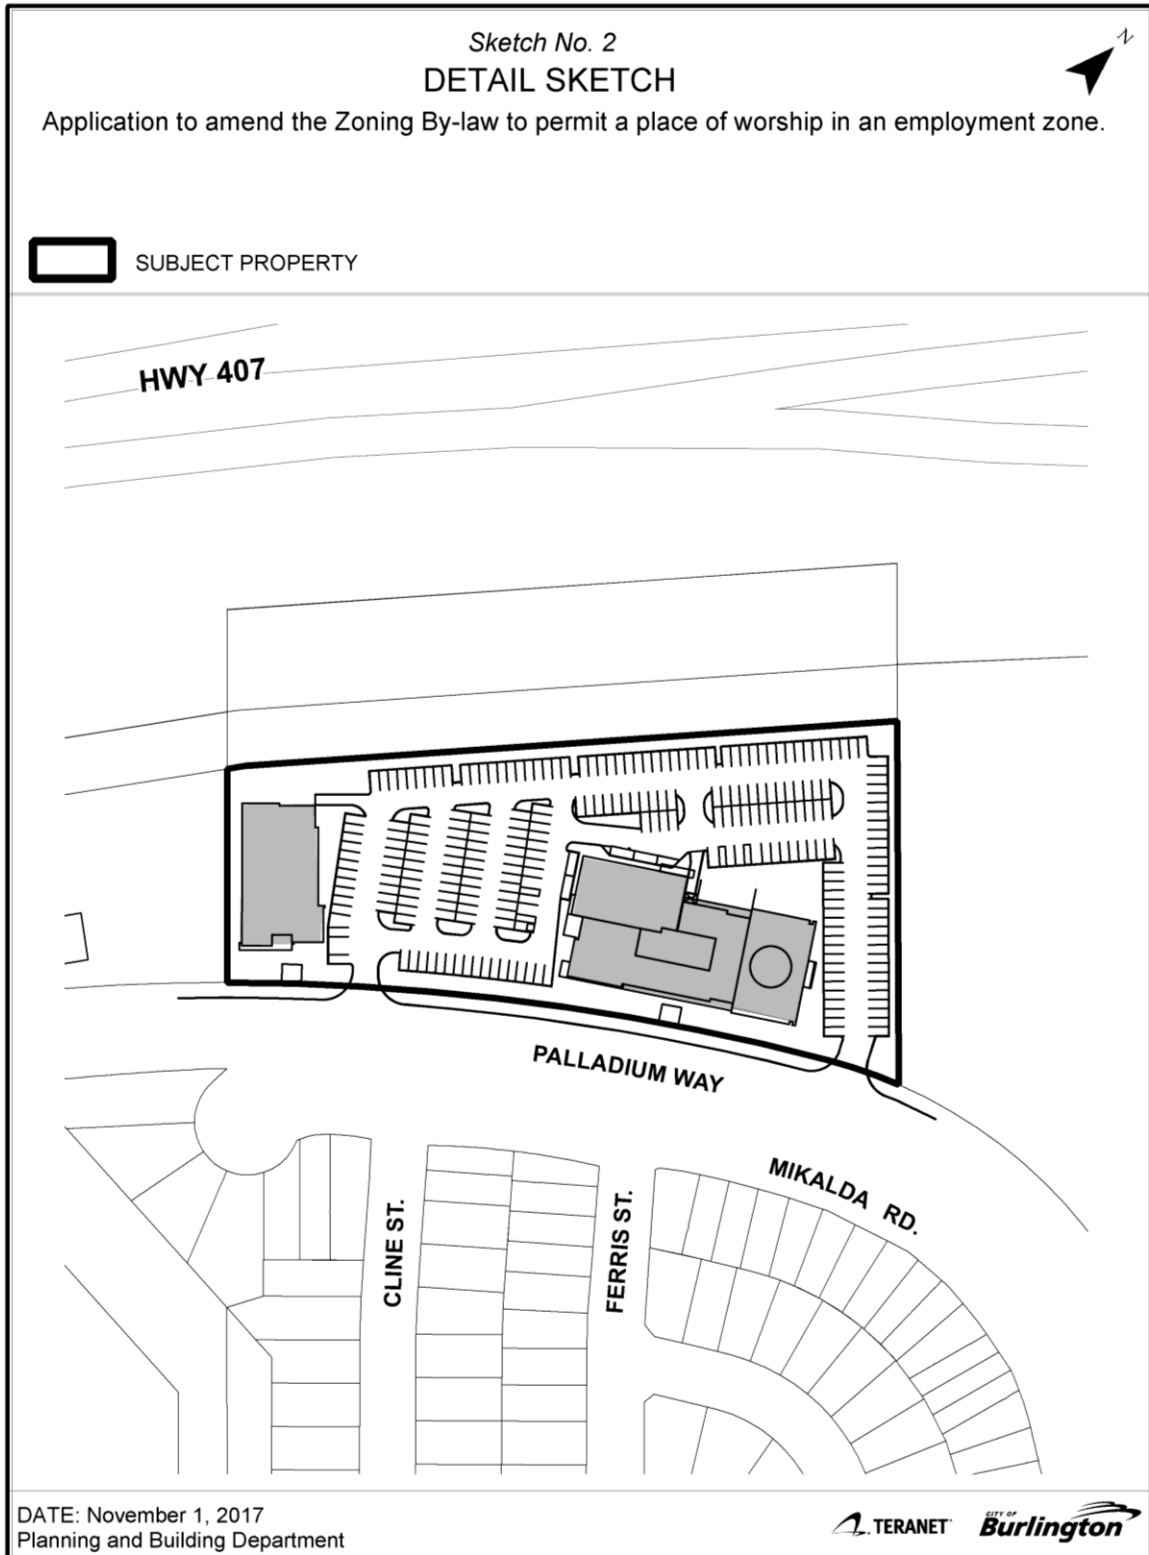 Sketch No. 2
N
DETAIL SKETCH
Application to amend the Zoning By-law to permit a place of worship in an employment zone.
SUBJECT PROPERTY
HWY 407
PALLADIUM WAY
MIKALDA RD.
CLINE ST.
FERRIS ST.
DATE: November 1, 2017
Planning and Building Department
TERANET
CITY OF
Burlington